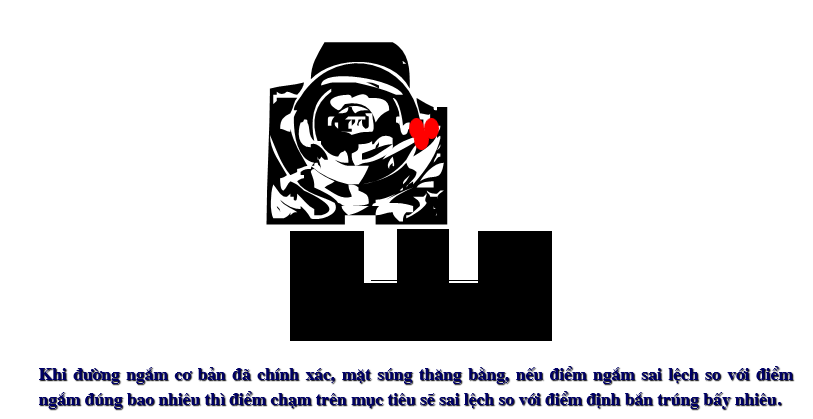 Khi đường ngắm cơ bản đã chính xác, mặt súng thăng bằng, nếu điểm ngắm sai lệch so với điểm
ngắm đúng bao nhiêu thì điểm chạm trên mục tiêu sẽ sai lệch so với điểm định bắn trúng bấy nhiêu.